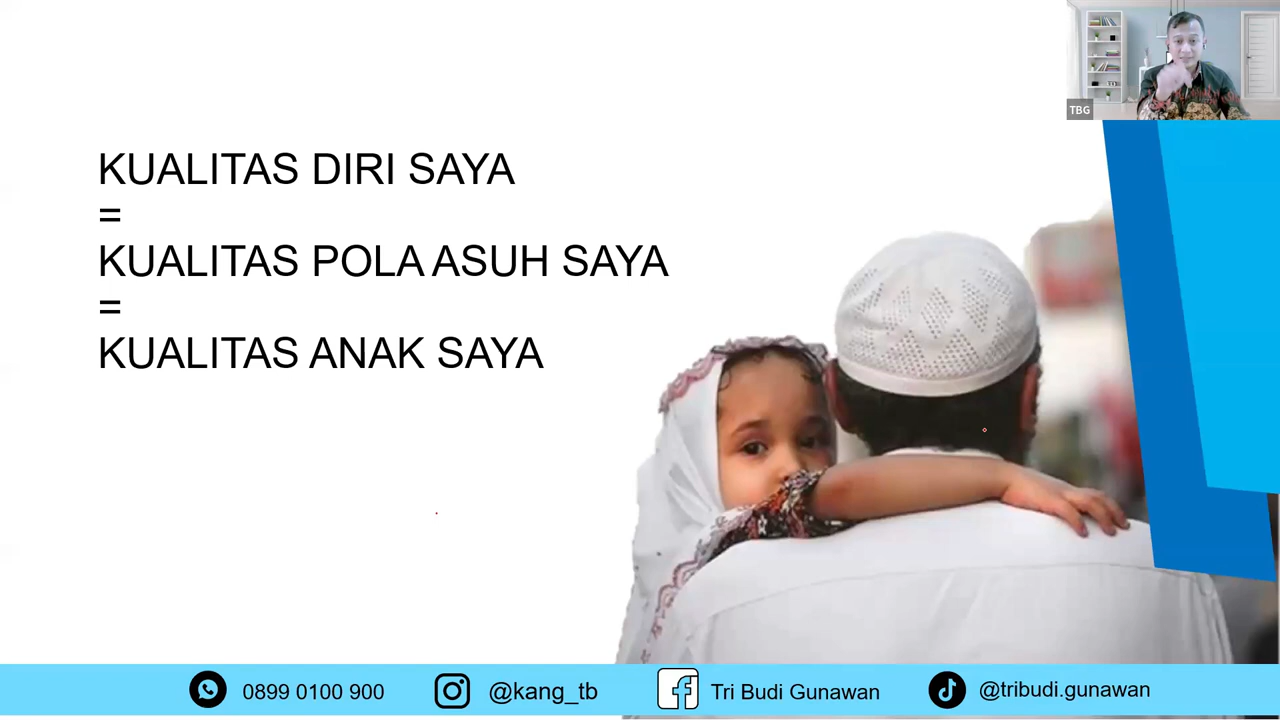 TBG
KUALITAS DIRI SAYA
=
KUALITAS POLA ASUH SAYA
=
KUALITAS ANAK SAYA
0899 0100 900
@kang_tb
Tri Budi Gunawan
@tribudi.gunawan